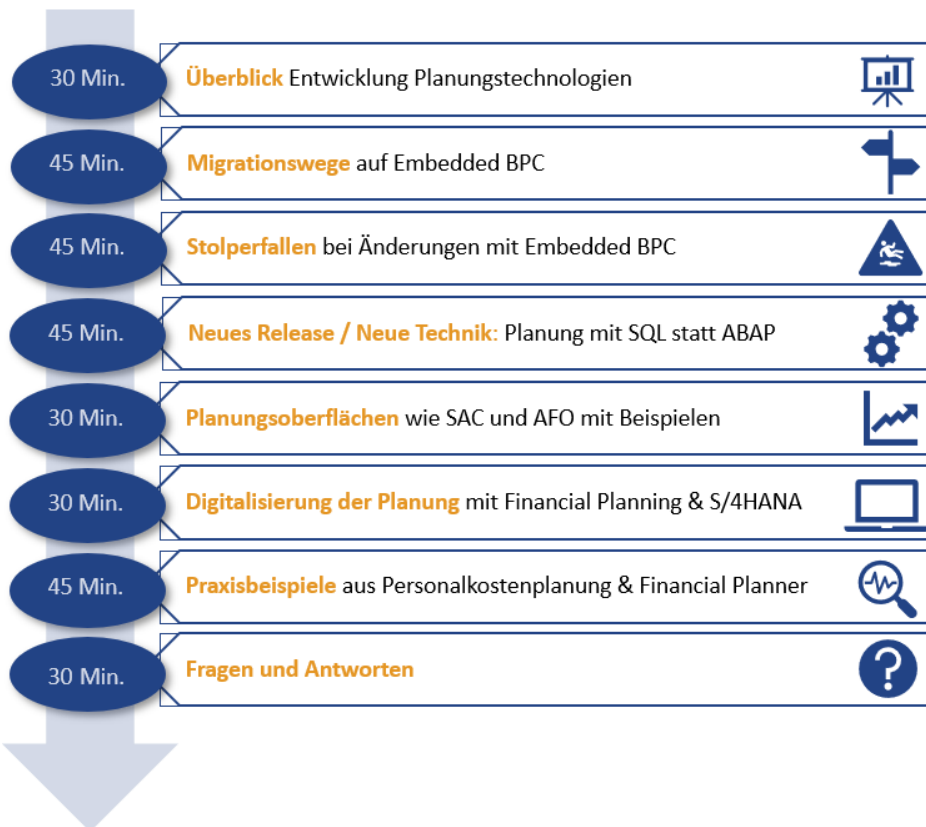 30 Min.
Überblick Entwicklung Planungstechnologien
45 Min.
Migrationswege auf Embedded BPC
45 Min.
Stolperfallen bei Änderungen mit Embedded BPC
45 Min.
Neues Release / Neue Technik: Planung mit SQL statt ABAP
30 Min.
Planungsoberflächen wie SAC und AFO mit Beispielen
30 Min.
Digitalisierung der Planung mit Financial Planning & S/4HANA
45 Min.
Praxisbeispiele aus Personalkostenplanung & Financial Planner
30 Min.
Fragen und Antworten
?